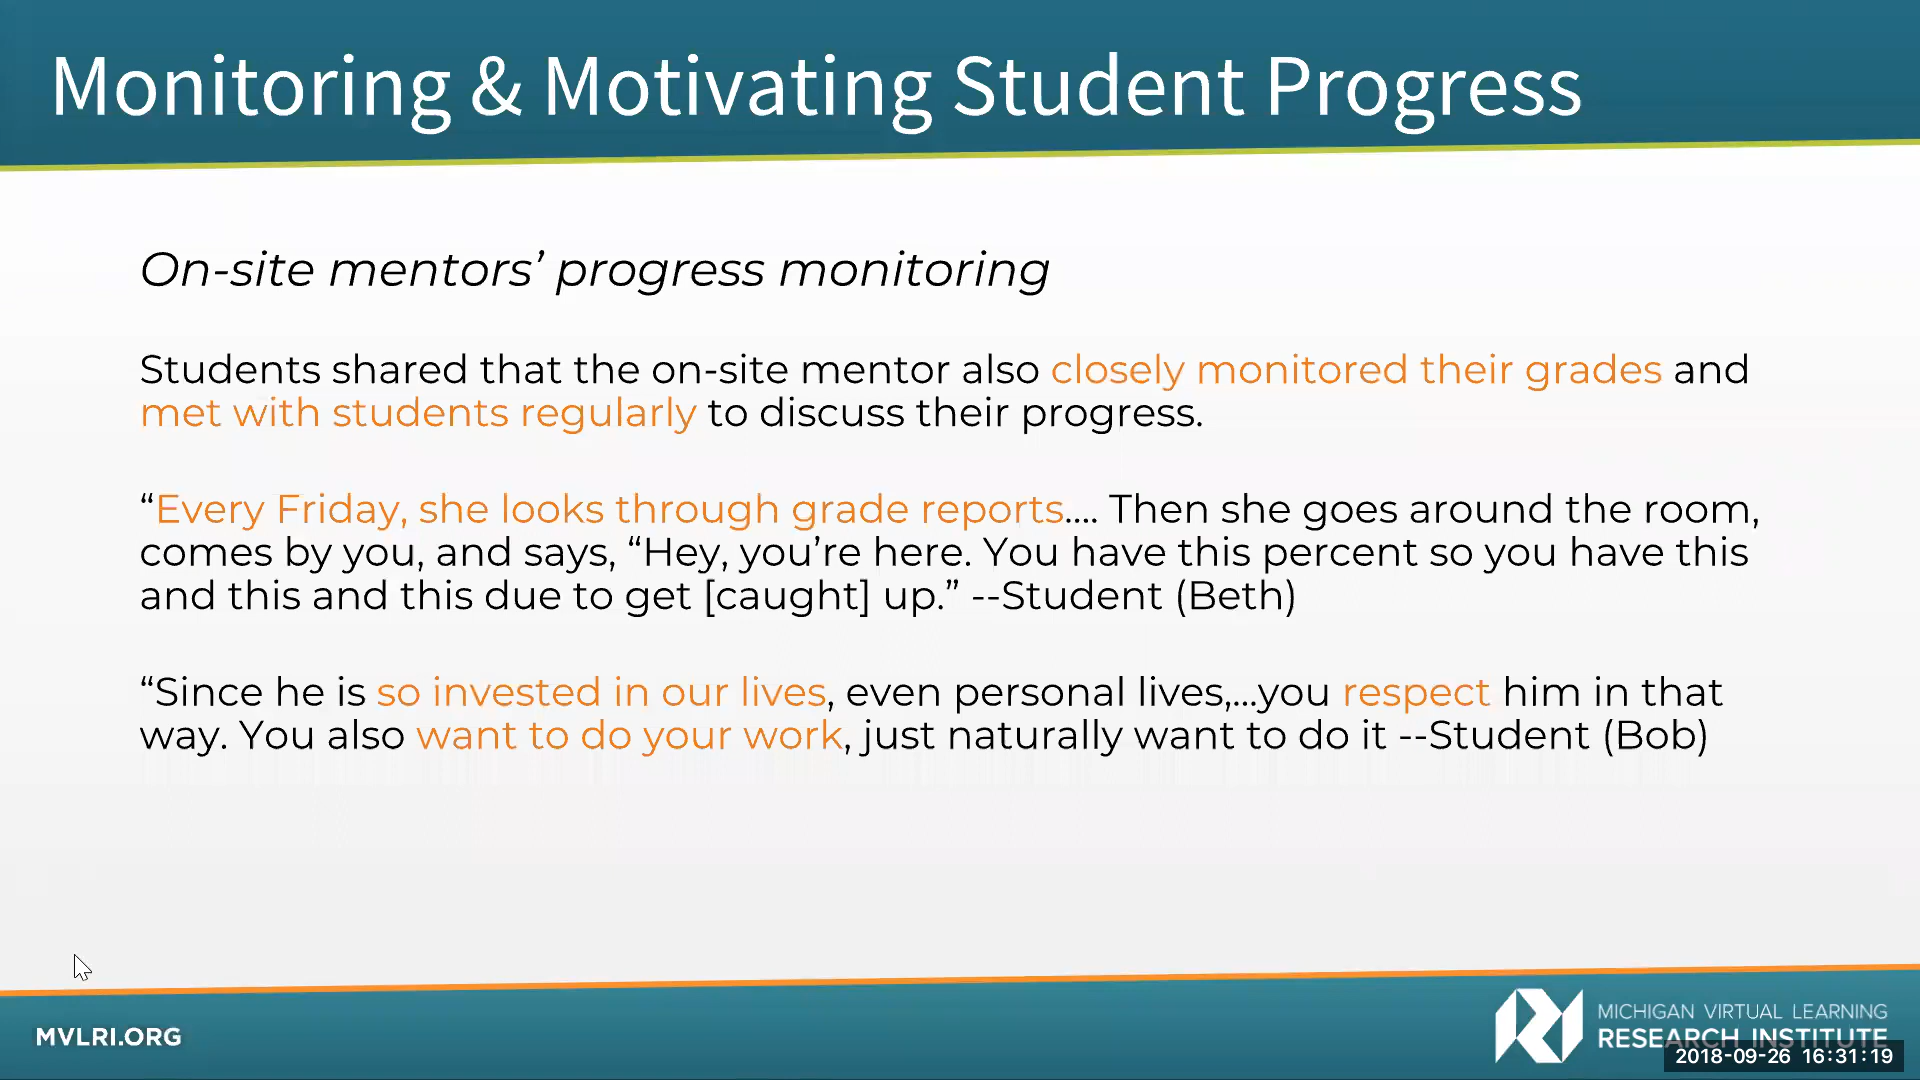 Monitoring & Motivating Student Progress
On-site mentors’ progress monitoring
Students shared that the on-site mentor also closely monitored their grades and
met with students regularly to discuss their progress.
“Every Friday, she looks through grade reports.... Then she goes around the room,
comes by you, and says, “Hey, you’re here. You have this percent so you have this
and this and this due to get [caught] up.” --Student (Beth)
“Since he is so invested in our lives, even personal lives,...you respect him in that
way. You also want to do your work, just naturally want to do it --Student (Bob)
MVLRI.ORG
MICHIGAN VIRTUAL LEARNING
RESEARCH INSTITUTE
2018-09-26 16:31:19